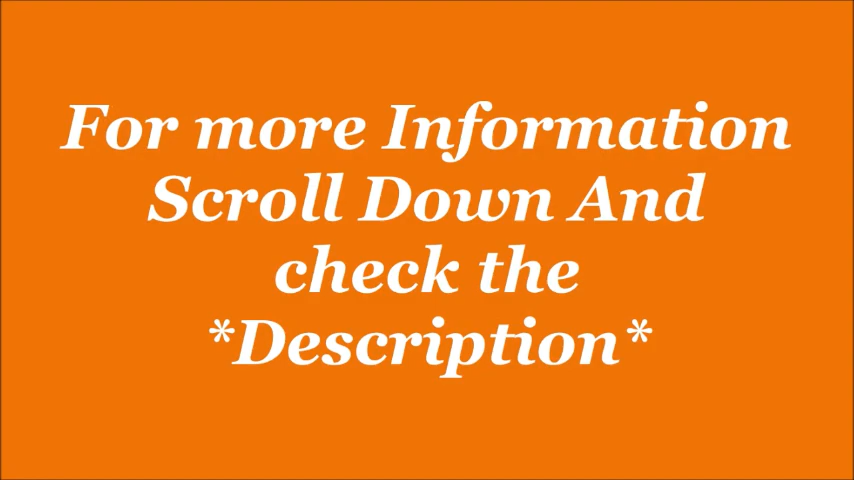 For more Information
Scroll Down And
check the
*Description*